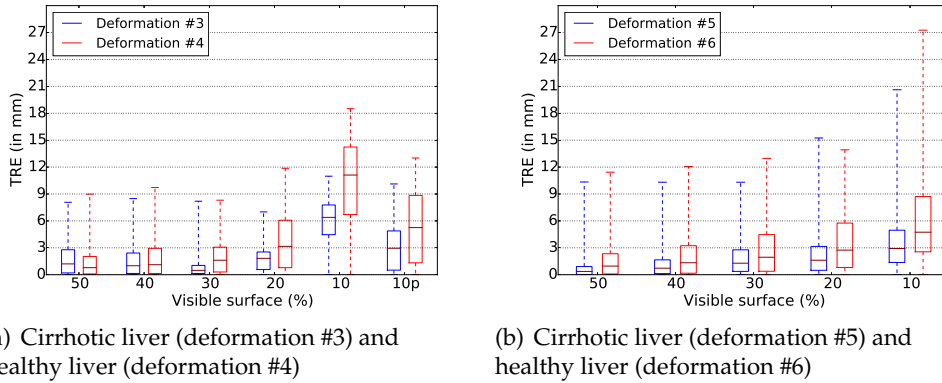 27
24
21
18
15
12
9
6
3
0
TRE (in mm)
Deformation #3
Deformation #4
50 40 30 20 10 10p
Visible surface (%)
27
24
21
18
15
12
9
6
3
0
TRE (in mm)
Deformation #5
Deformation #6
50 40 30 20 10
Visible surface (%)
) Cirrhotic liver (deformation #3) and
ealthy liver (deformation #4)
(b) Cirrhotic liver (deformation #5) and
healthy liver (deformation #6)